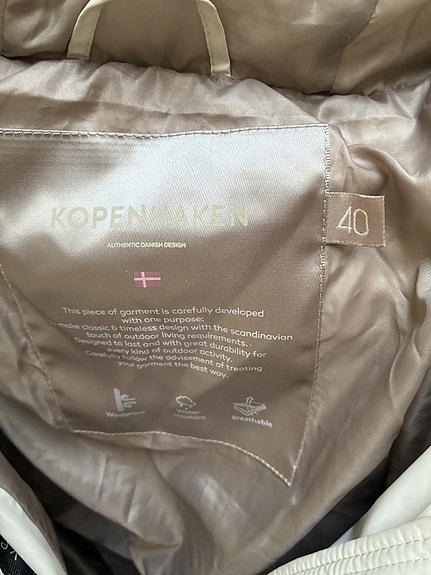 KOPENHAKEN
40
AUTHENTIC DANISH DESIGN
This piece of garment is carefully developed
with one purpose:
To make classic & timeless design with the scandinavian
touch of outdoor living requirements.
Designed to last and with great durability for
every kind of outdoor activity.
Carefully follow the advisement of treating
your garment the best way.
Windproof
Water
resistant
Breathable